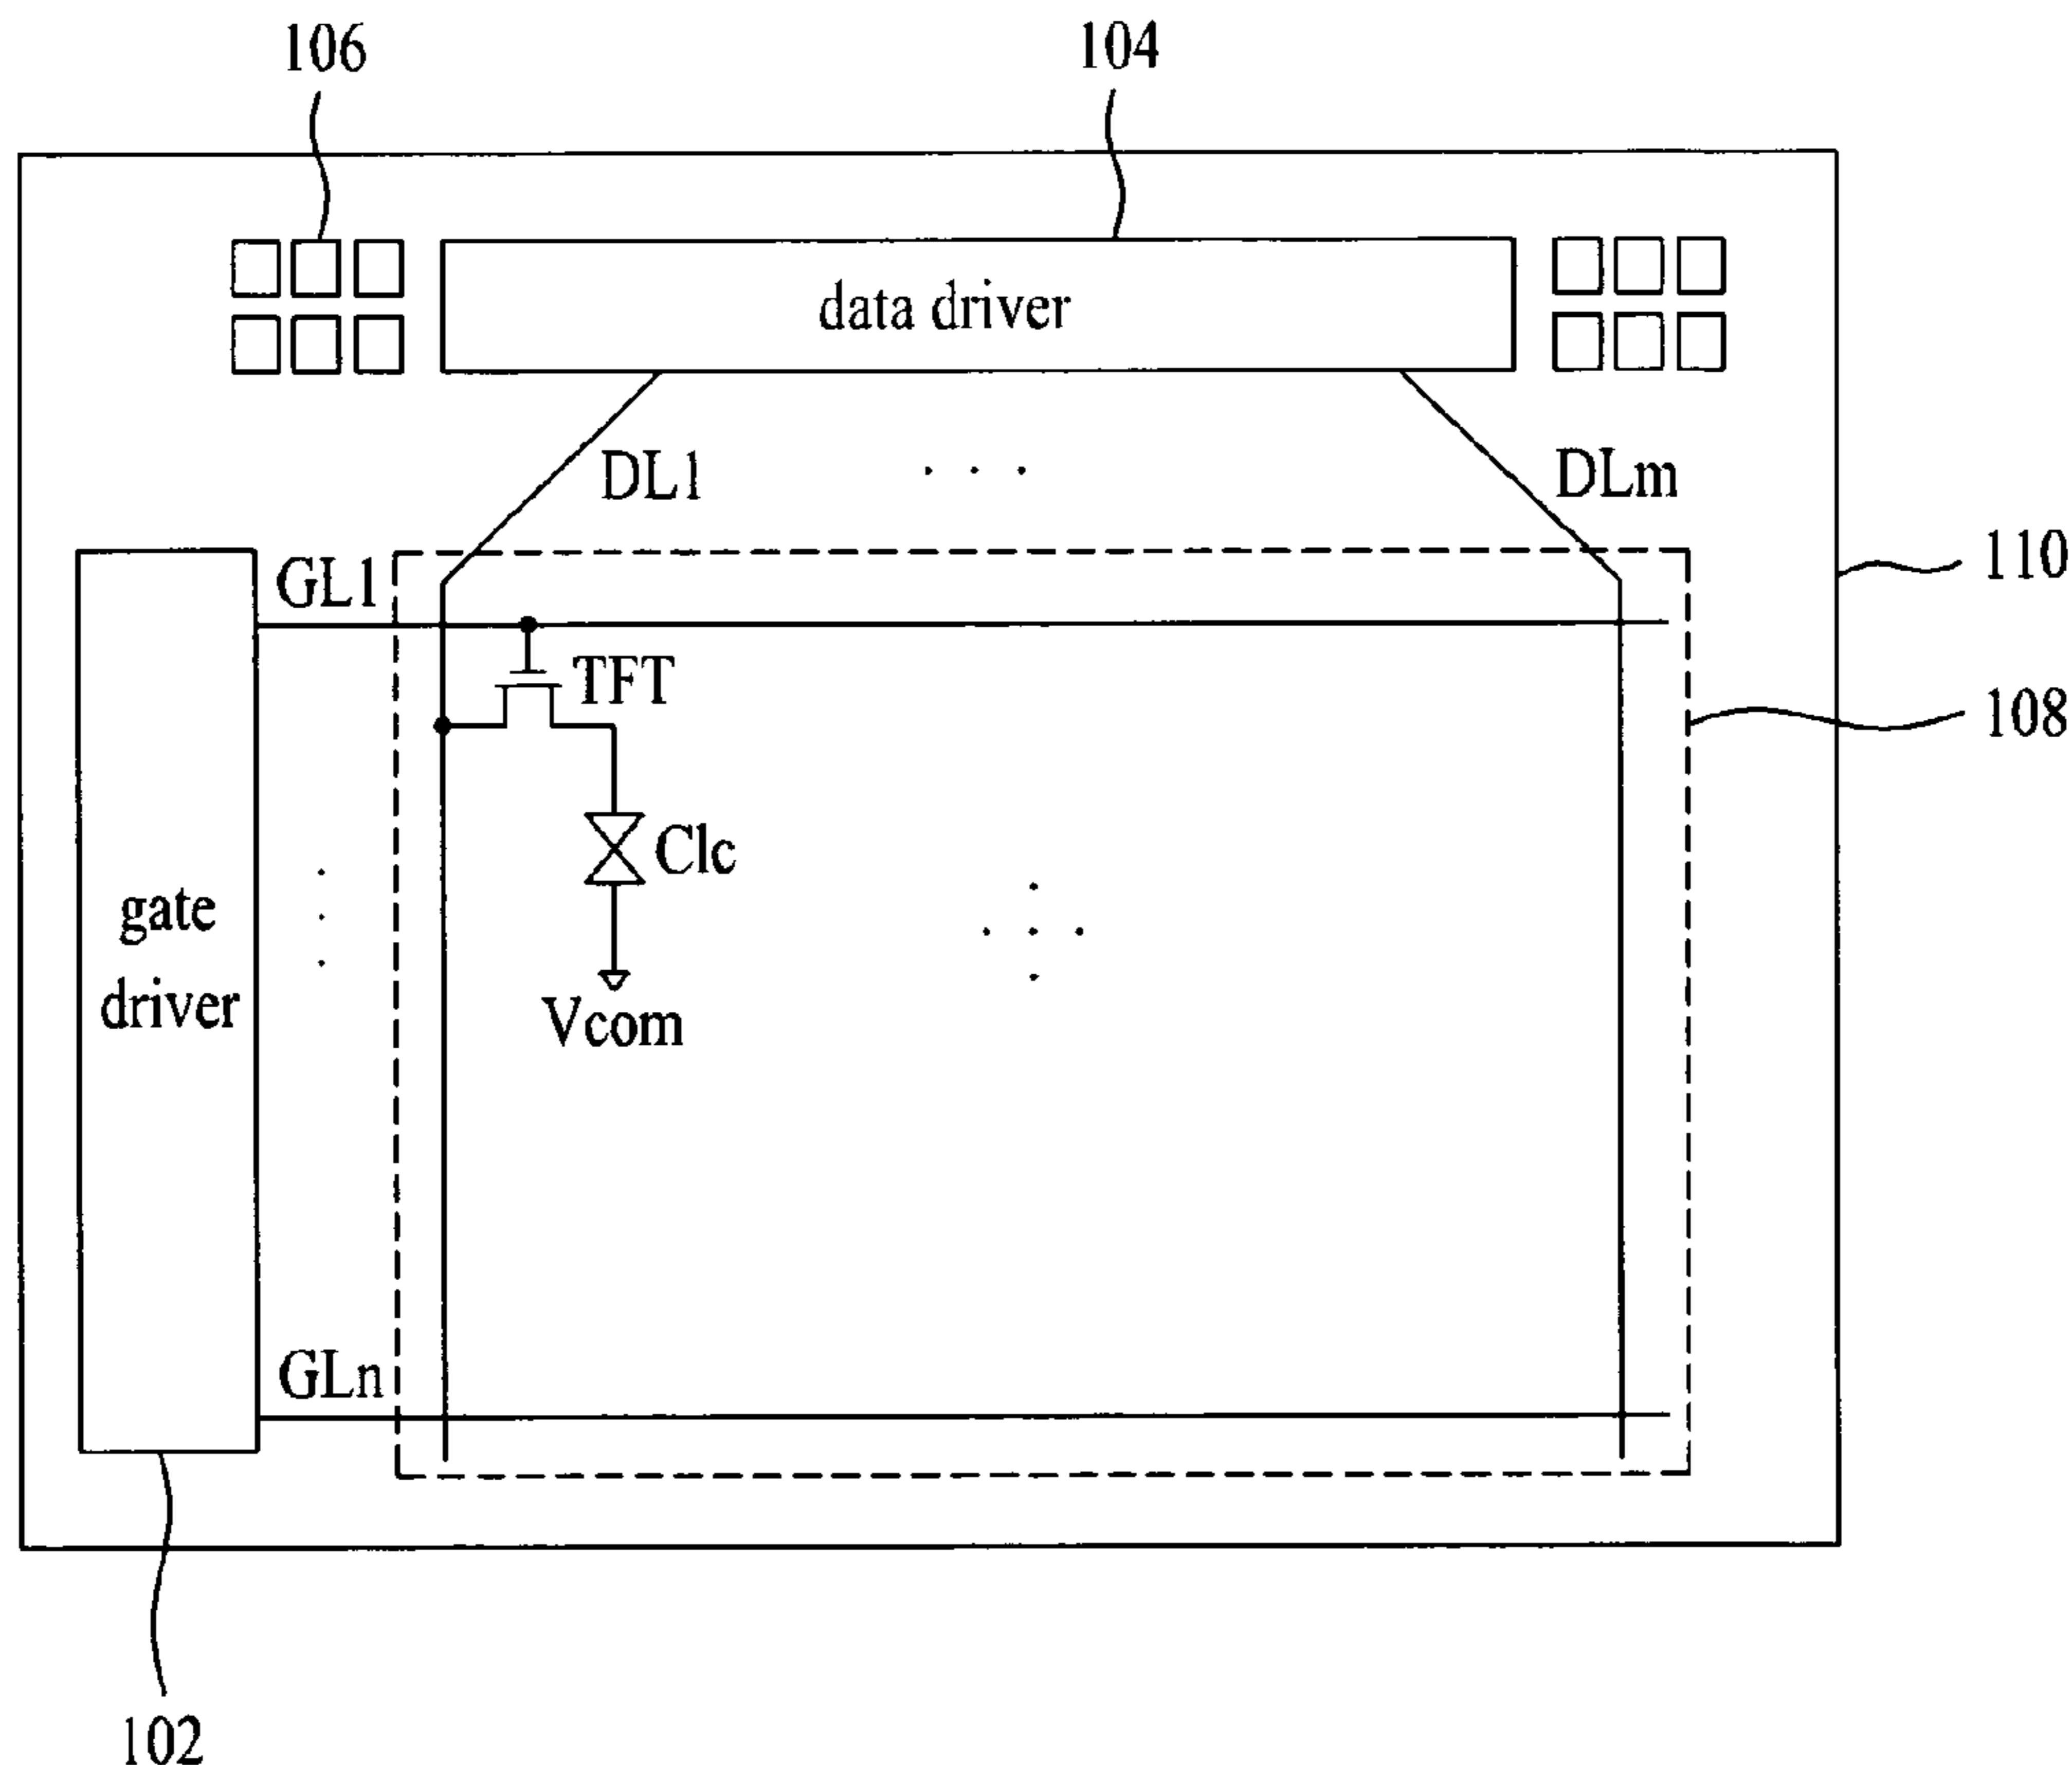 106
104
data driver
DL1
DLm
110
GL1
TFT
108
Clc
gate
driver
Vcom
GLn
102